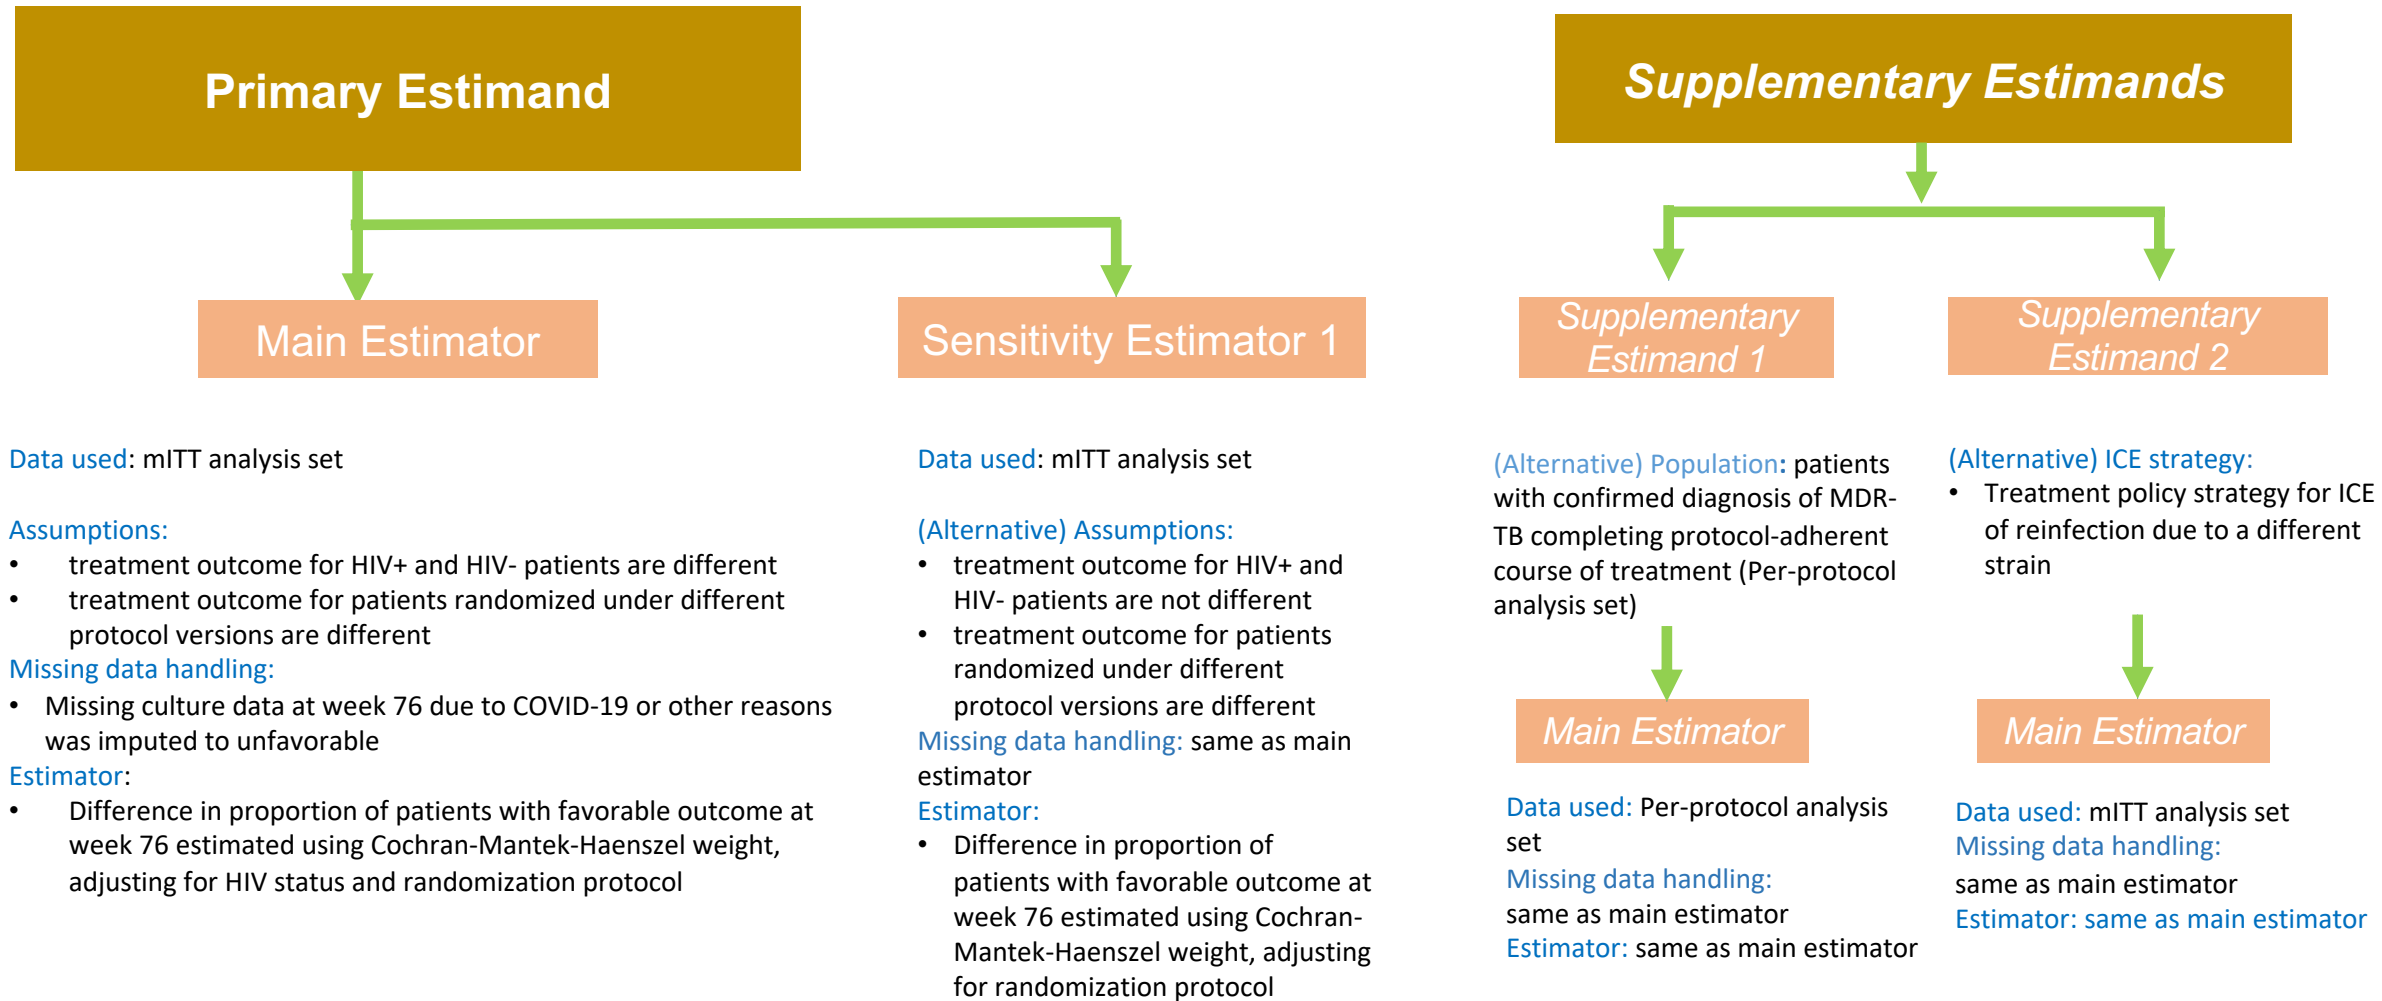 Primary Estimand
Supplementary Estimands
Main Estimator
Sensitivity Estimator 1
Supplementary
Estimand 1
Supplementary
Estimand 2
Data used: mITT analysis set
Assumptions:
• treatment outcome for HIV+ and HIV- patients are different
• treatment outcome for patients randomized under different
protocol versions are different
Missing data handling:
• Missing culture data at week 76 due to COVID-19 or other reasons
was imputed to unfavorable
Estimator:
• Difference in proportion of patients with favorable outcome at
week 76 estimated using Cochran-Mantek-Haenszel weight,
adjusting for HIV status and randomization protocol
Data used: mITT analysis set
(Alternative) Assumptions:
• treatment outcome for HIV+ and
HIV- patients are not different
• treatment outcome for patients
randomized under different
protocol versions are different
Missing data handling: same as main
estimator
Estimator:
• Difference in proportion of
patients with favorable outcome at
week 76 estimated using Cochran-
Mantek-Haenszel weight, adjusting
for randomization protocol
(Alternative) Population: patients
with confirmed diagnosis of MDR-
TB completing protocol-adherent
course of treatment (Per-protocol
analysis set)
Main Estimator
Data used: Per-protocol analysis
set
Missing data handling:
same as main estimator
Estimator: same as main estimator
(Alternative) ICE strategy:
• Treatment policy strategy for ICE
of reinfection due to a different
strain
Main Estimator
Data used: mITT analysis set
Missing data handling:
same as main estimator
Estimator: same as main estimator